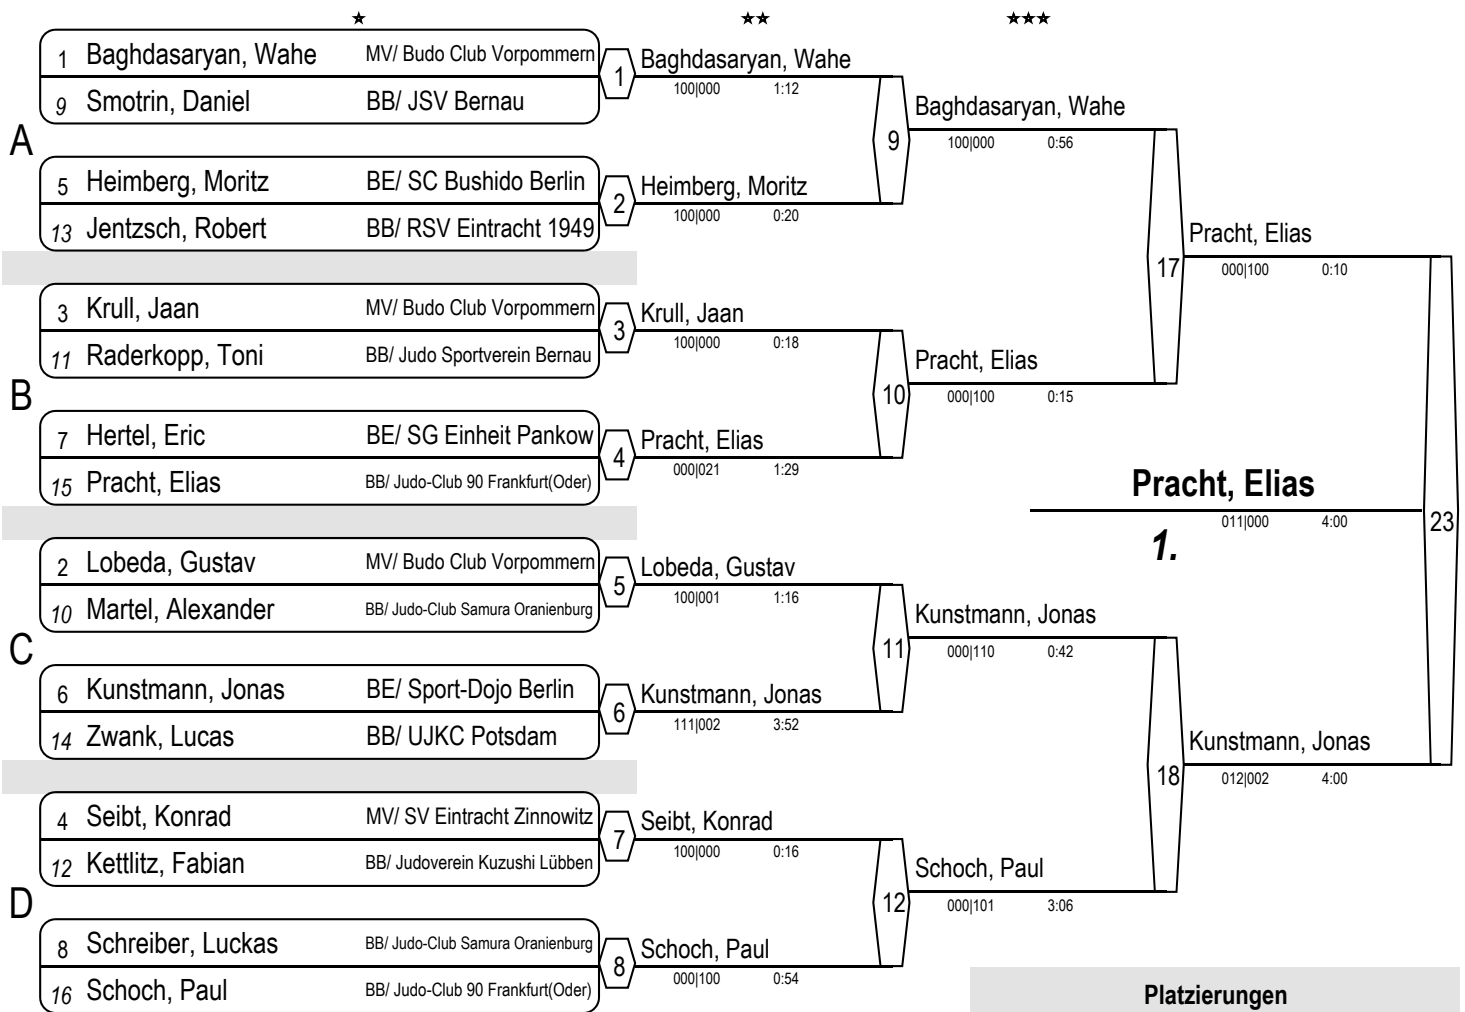 ★ ★★ ★★★
1 Baghdasaryan, Wahe MV/ Budo Club Vorpommern
9 Smotrin, Daniel BB/ JSV Bernau
1
Baghdasaryan, Wahe
100|000 1:12
A
5 Heimberg, Moritz BE/ SC Bushido Berlin
13 Jentzsch, Robert BB/ RSV Eintracht 1949
2
Heimberg, Moritz
100|000 0:20
9
Baghdasaryan, Wahe
100|000 0:56
3 Krull, Jaan MV/ Budo Club Vorpommern
11 Raderkopp, Toni BB/ Judo Sportverein Bernau
3
Krull, Jaan
100|000 0:18
B
7 Hertel, Eric BE/ SG Einheit Pankow
15 Pracht, Elias BB/ Judo-Club 90 Frankfurt(Oder)
4
Pracht, Elias
000|021 1:29
10
Pracht, Elias
000|100 0:15
17
Pracht, Elias
000|100 0:10
2 Lobeda, Gustav MV/ Budo Club Vorpommern
10 Martel, Alexander BB/ Judo-Club Samura Oranienburg
5
Lobeda, Gustav
100|001 1:16
C
6 Kunstmann, Jonas BE/ Sport-Dojo Berlin
14 Zwank, Lucas BB/ UJKC Potsdam
6
Kunstmann, Jonas
111|002 3:52
11
Kunstmann, Jonas
000|110 0:42
4 Seibt, Konrad MV/ SV Eintracht Zinnowitz
12 Kettlitz, Fabian BB/ Judoverein Kuzushi Lübben
7
Seibt, Konrad
100|000 0:16
D
8 Schreiber, Luckas BB/ Judo-Club Samura Oranienburg
16 Schoch, Paul BB/ Judo-Club 90 Frankfurt(Oder)
8
Schoch, Paul
000|100 0:54
12
Schoch, Paul
000|101 3:06
18
Kunstmann, Jonas
012|002 4:00
23
Pracht, Elias
011|000 4:00
1.
Platzierungen